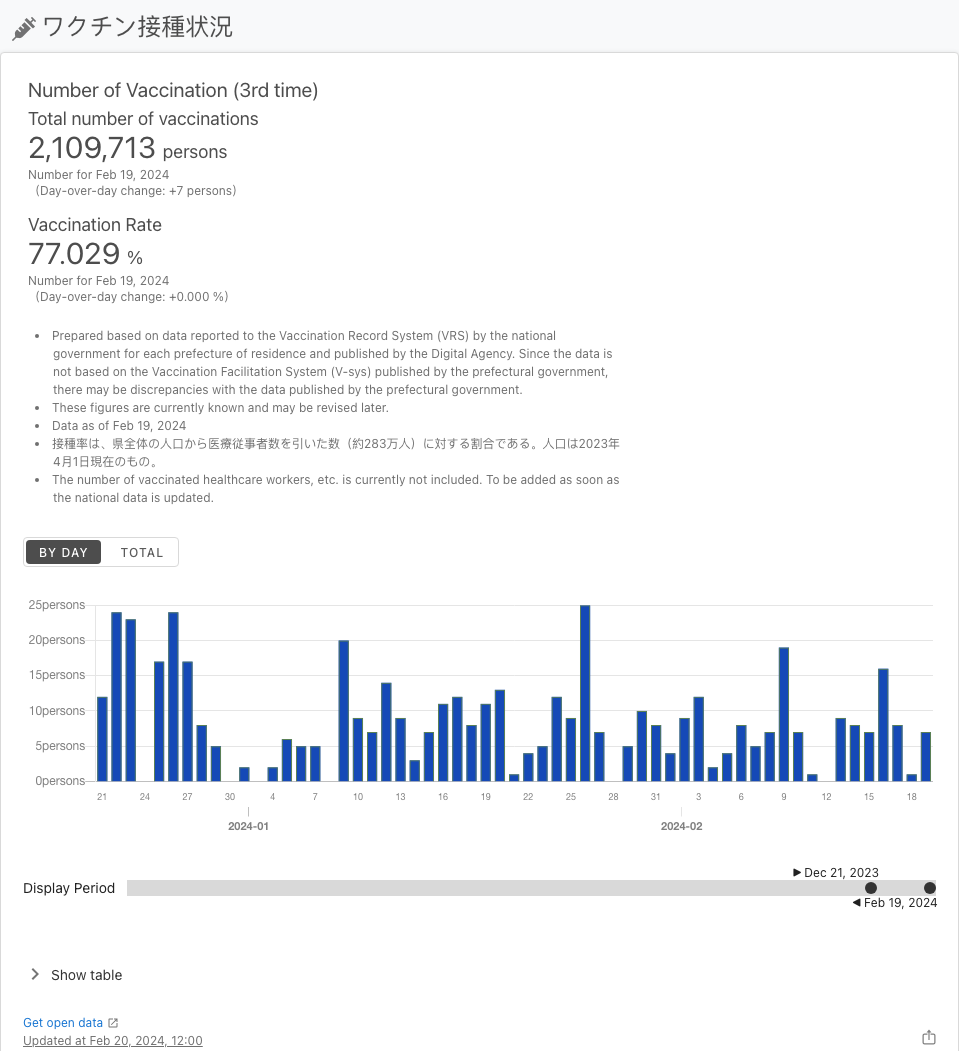 ワクチン接種状況
Number of Vaccination (3rd time)
Total number of vaccinations
2,109,713 persons
Number for Feb 19, 2024
(Day-over-day change: +7 persons)
Vaccination Rate
77.029 %
Number for Feb 19, 2024
(Day-over-day change: +0.000 %)
• Prepared based on data reported to the Vaccination Record System (VRS) by the national
government for each prefecture of residence and published by the Digital Agency. Since the data is
not based on the Vaccination Facilitation System (V-sys) published by the prefectural government,
there may be discrepancies with the data published by the prefectural government.
• These figures are currently known and may be revised later.
• Data as of Feb 19, 2024
• 接種率は、県全体の人口から医療従事者数を引いた数（約283万人）に対する割合である。人口は2023年
4月1日現在のもの。
• The number of vaccinated healthcare workers, etc. is currently not included. To be added as soon as
the national data is updated.
BY DAY TOTAL
25persons
20persons
15persons
10persons
5persons
0persons
21 24 27 30 4 7 10 13 16 19 22 25 28 31 3 6 9 12 15 18
2024-01 2024-02
Dec 21, 2023
Display Period
Feb 19, 2024
Show table
Get open data
Updated at Feb 20, 2024, 12:00